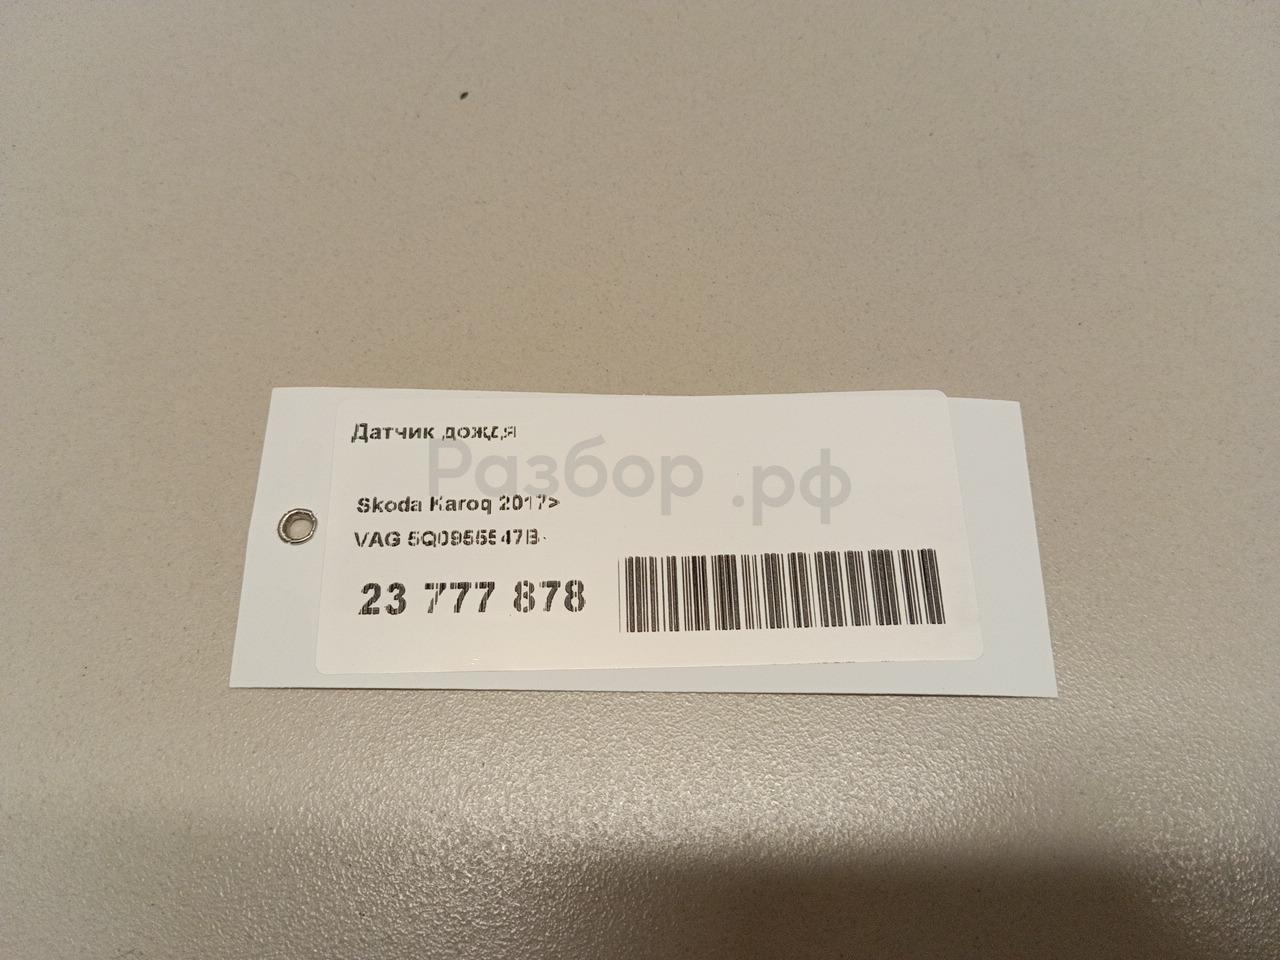 Датчик дождя
Разбор.рф
Skoda Karoq 2017>
VAG 5Q0955547B
23 777 878